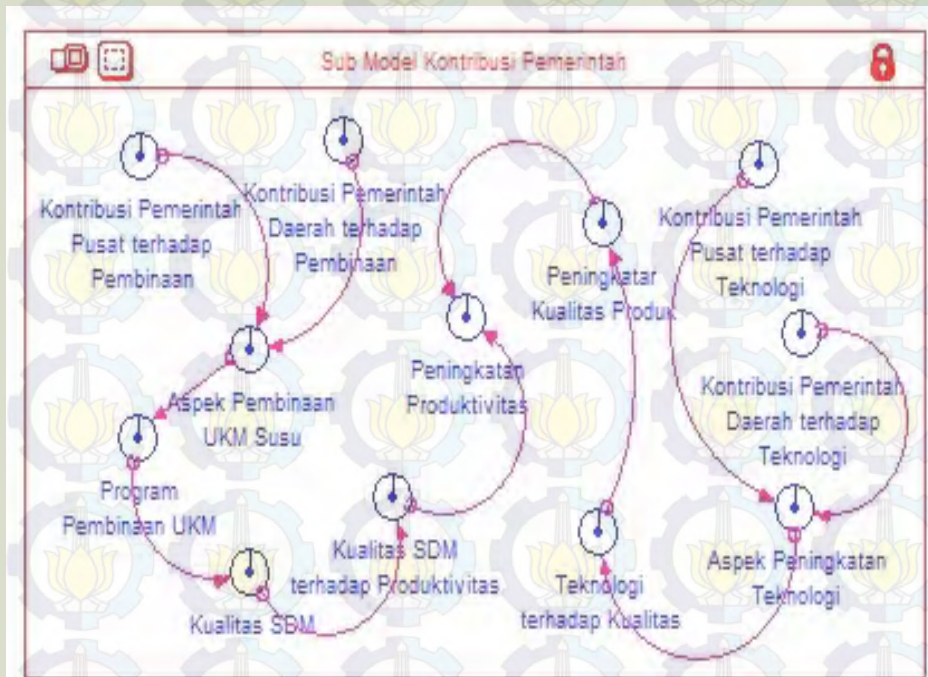 Sub Model Kontribusi Pemerintah
Kontribusi Pemerintah
Pusat terhadap
Pembinaan
Kontribusi Pemerintah
Daerah terhadap
Pembinaan
Aspek Pembinaan
UKM Susu
Program
Pembinaan UKM
Kualitas SDM
Kualitas SDM
terhadap Produktivitas
Peningkatan
Produktivitas
Peningkatar
Kualitas Produk
Teknologi
terhadap Kualitas
Kontribusi Pemerintah
Pusat terhadap
Teknologi
Kontribusi Pemerintah
Daerah terhadap
Teknologi
Aspek Peningkatan
Teknologi